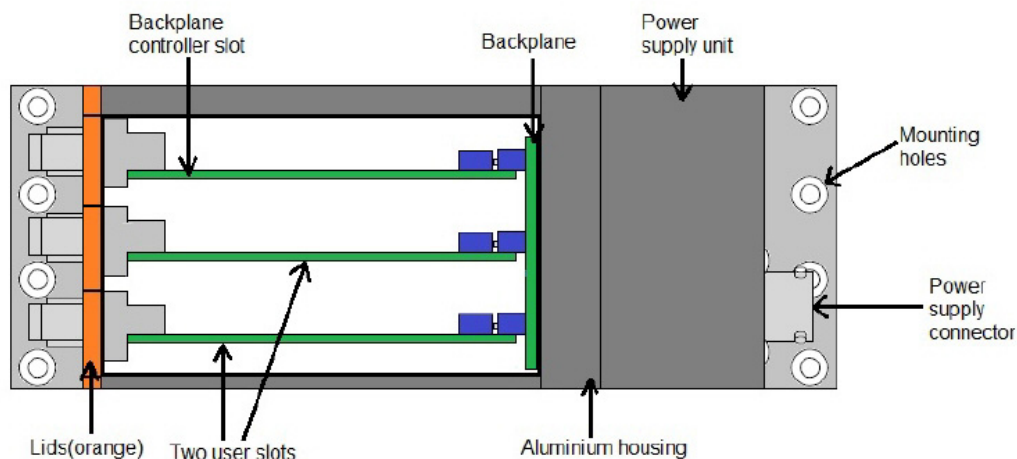 Backplane
controller slot
Backplane
Power
supply unit
Mounting
holes
Power
supply
connector
Lids(orange)
Two user slots
Aluminium housing